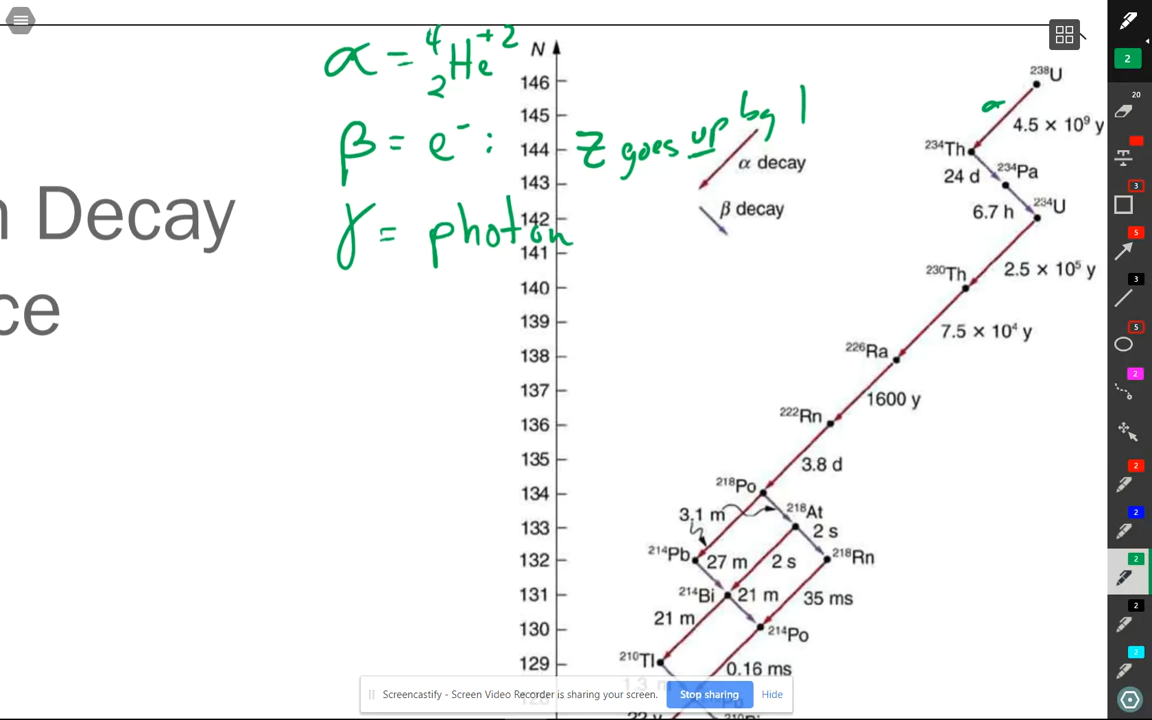 n Decay
ce
α = ⁴₂He⁺²
β = e⁻: Z goes up by 1
γ = photon
N
146
145
144
143
142
141
140
139
138
137
136
135
134
133
132
131
130
129
α decay
β decay
²³⁸U
α
4.5 × 10⁹ y
²³⁴Th
24 d
²³⁴Pa
6.7 h
²³⁴U
2.5 × 10⁵ y
²³⁰Th
7.5 × 10⁴ y
²²⁶Ra
1600 y
²²²Rn
3.8 d
²¹⁸Po
3.1 m
²¹⁸At
2 s
²¹⁴Pb
27 m
2 s
²¹⁸Rn
²¹⁴Bi
21 m
35 ms
21 m
²¹⁴Po
²¹⁰Tl
0.16 ms
Screencastify - Screen Video Recorder is sharing your screen.
Stop sharing
Hide
2
20
3
5
3
5
2
2
2
2
2
2